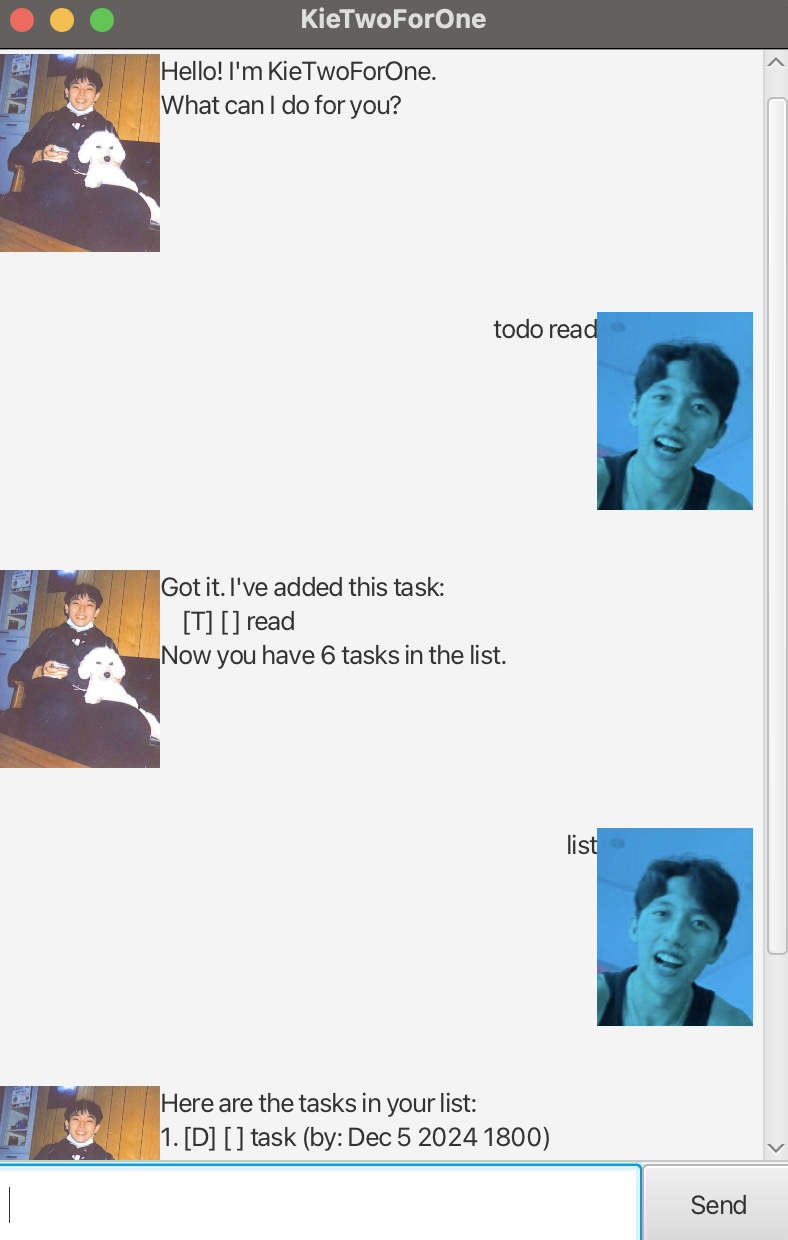 KieTwoForOne
Hello! I'm KieTwoForOne.
What can I do for you?
todo read
Got it. I've added this task:
[T] [ ] read
Now you have 6 tasks in the list.
list
Here are the tasks in your list:
1. [D] [ ] task (by: Dec 5 2024 1800)
Send